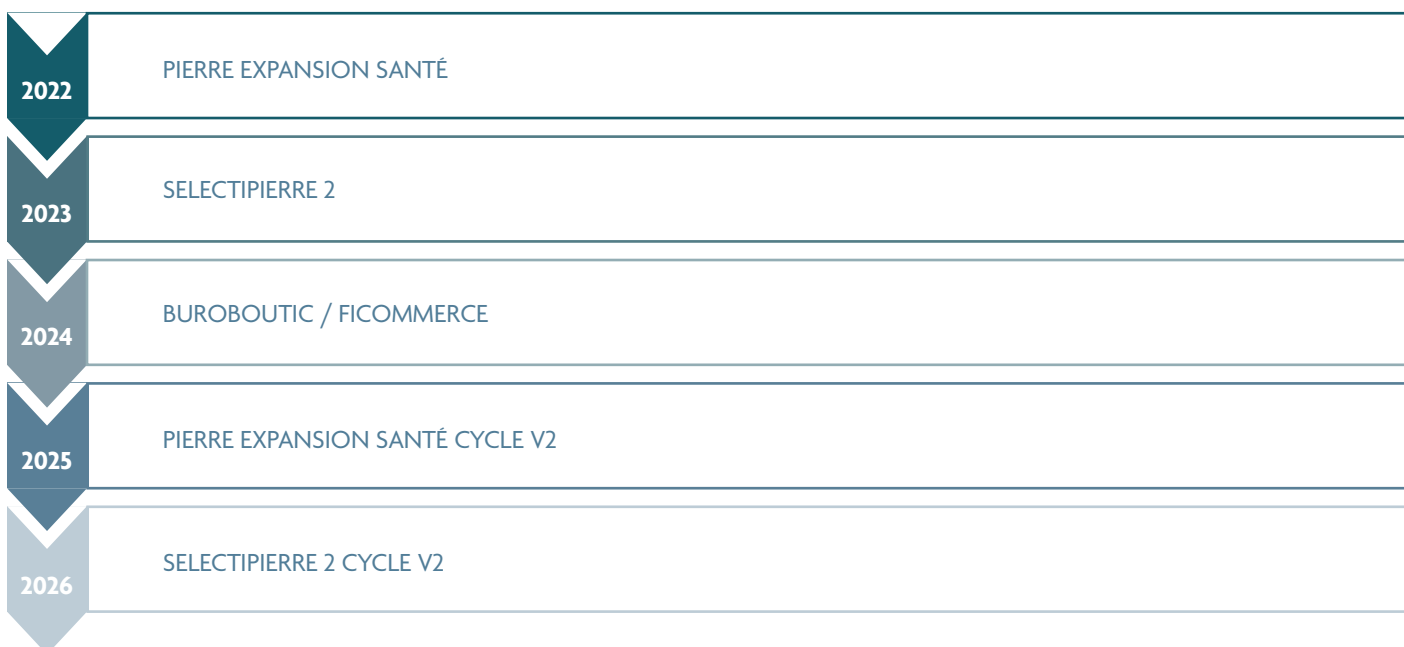 2022
PIERRE EXPANSION SANTÉ
2023
SELECTIPIERRE 2
2024
BUROBOUTIC / FICOMMERCE
2025
PIERRE EXPANSION SANTÉ CYCLE V2
2026
SELECTIPIERRE 2 CYCLE V2